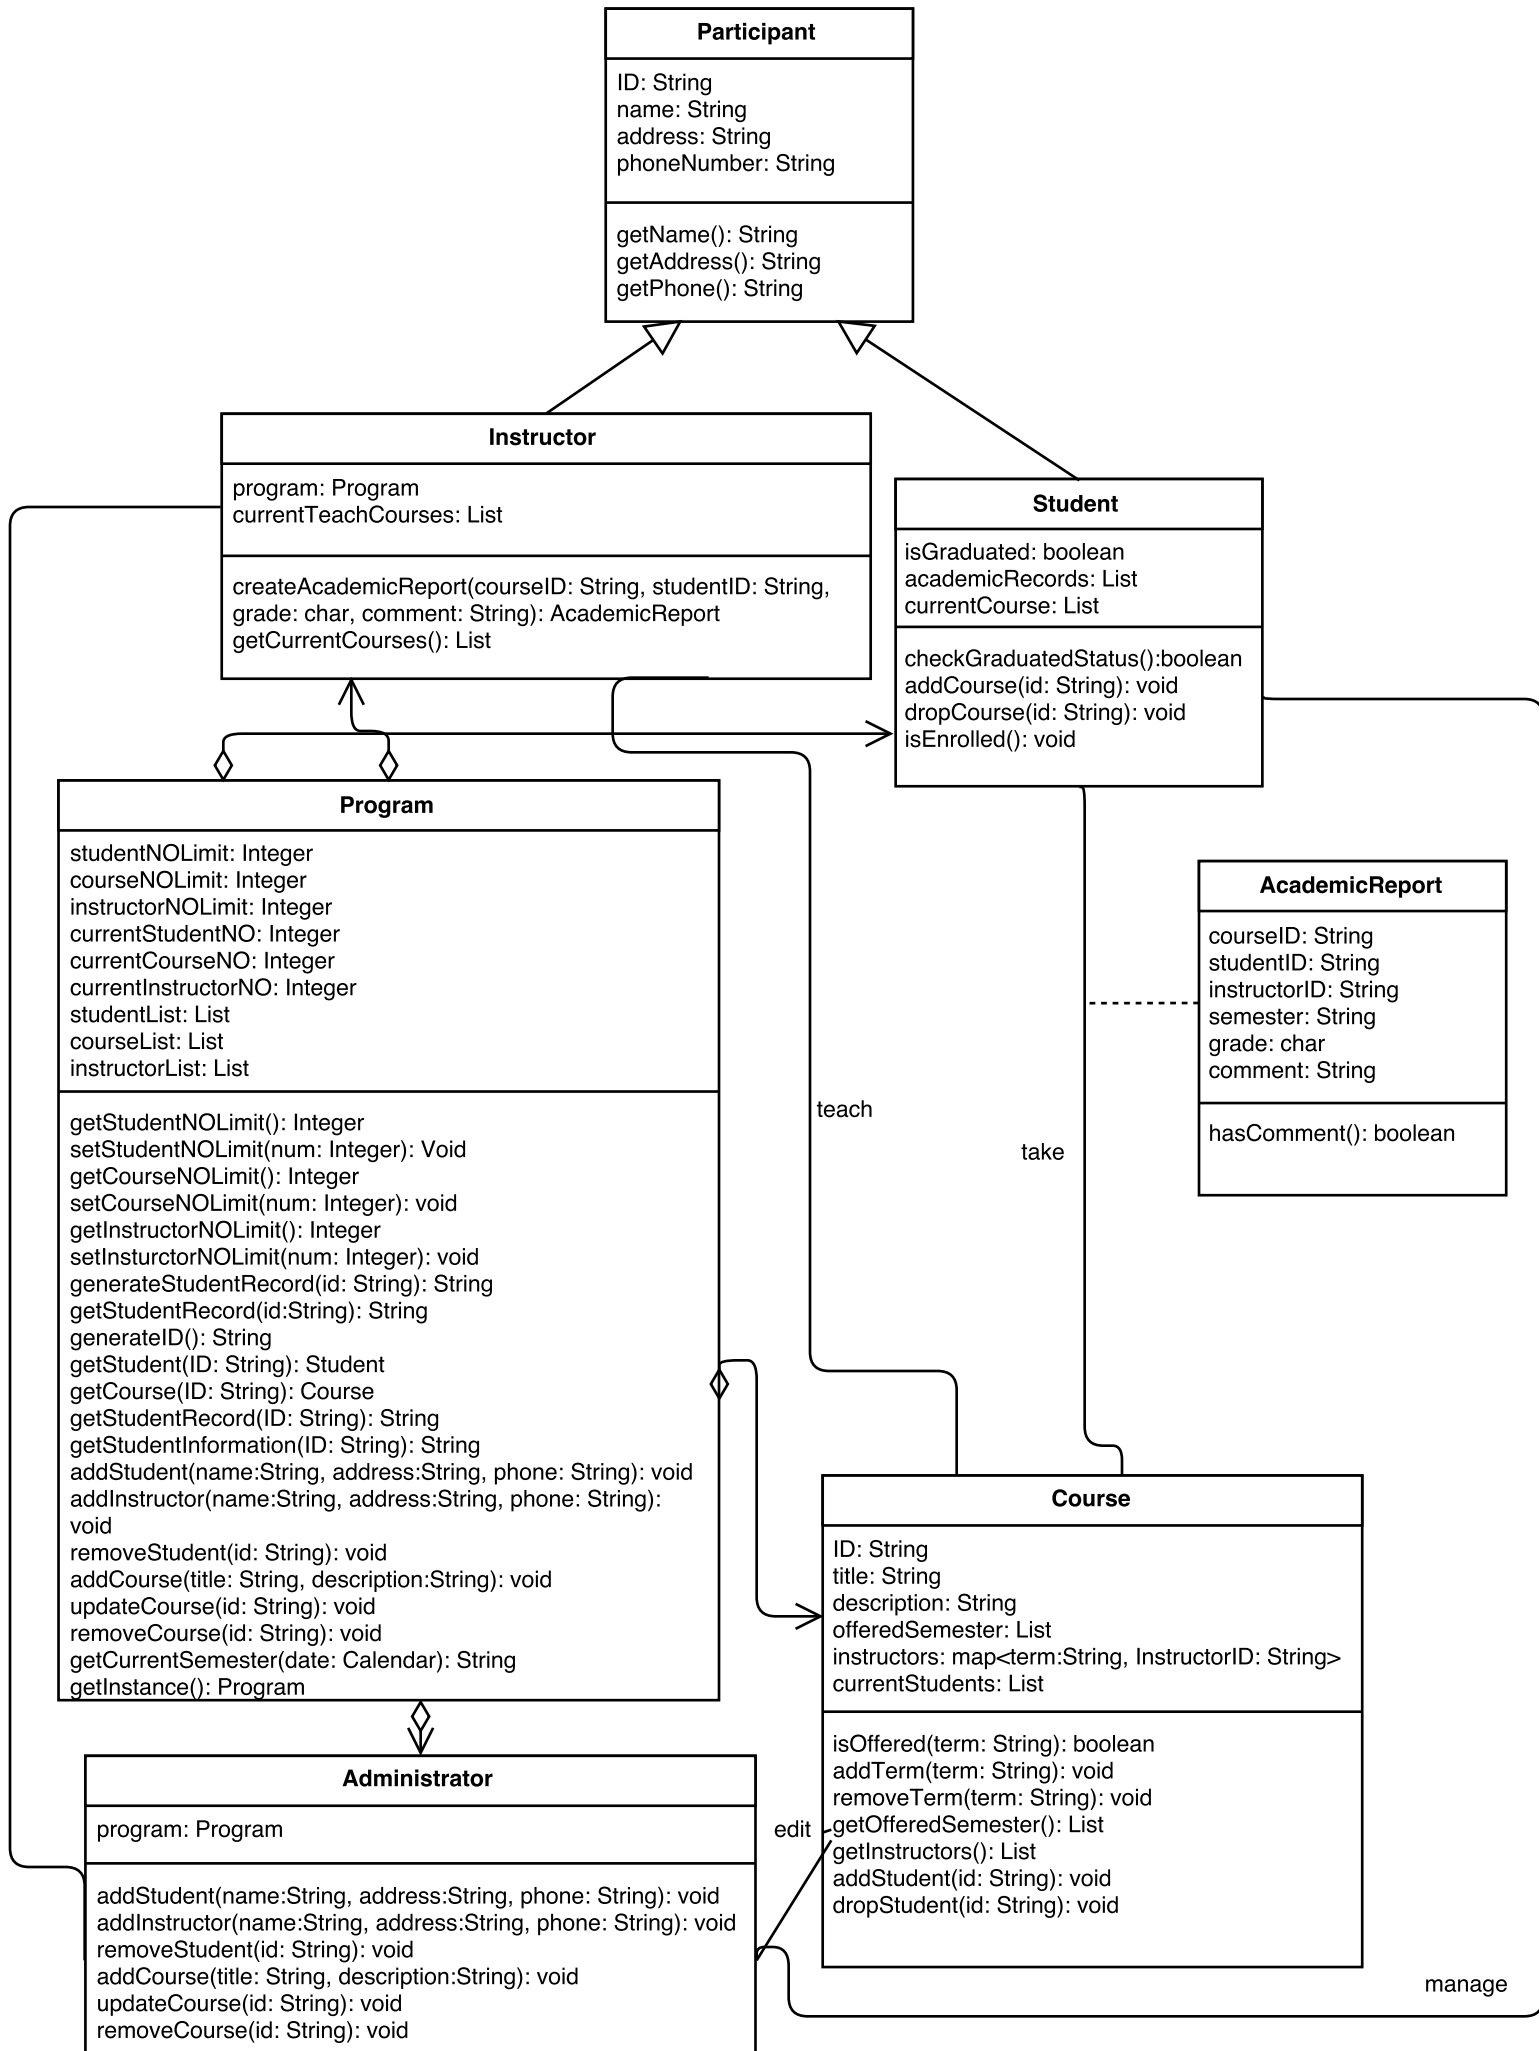 Participant
ID: String
name: String
address: String
phoneNumber: String
getName(): String
getAddress(): String
getPhone(): String
Instructor
program: Program
currentTeachCourses: List
createAcademicReport(courseID: String, studentID: String,
grade: char, comment: String): AcademicReport
getCurrentCourses(): List
Student
isGraduated: boolean
academicRecords: List
currentCourse: List
checkGraduatedStatus():boolean
addCourse(id: String): void
dropCourse(id: String): void
isEnrolled(): void
Program
studentNOLimit: Integer
courseNOLimit: Integer
instructorNOLimit: Integer
currentStudentNO: Integer
currentCourseNO: Integer
currentInstructorNO: Integer
studentList: List
courseList: List
instructorList: List
getStudentNOLimit(): Integer
setStudentNOLimit(num: Integer): Void
getCourseNOLimit(): Integer
setCourseNOLimit(num: Integer): void
getInstructorNOLimit(): Integer
setInsturctorNOLimit(num: Integer): void
generateStudentRecord(id: String): String
getStudentRecord(id:String): String
generateID(): String
getStudent(ID: String): Student
getCourse(ID: String): Course
getStudentRecord(ID: String): String
getStudentInformation(ID: String): String
addStudent(name:String, address:String, phone: String): void
addInstructor(name:String, address:String, phone: String):
void
removeStudent(id: String): void
addCourse(title: String, description:String): void
updateCourse(id: String): void
removeCourse(id: String): void
getCurrentSemester(date: Calendar): String
getInstance(): Program
AcademicReport
courseID: String
studentID: String
instructorID: String
semester: String
grade: char
comment: String
hasComment(): boolean
teach
take
Course
ID: String
title: String
description: String
offeredSemester: List
instructors: map<term:String, InstructorID: String>
currentStudents: List
isOffered(term: String): boolean
addTerm(term: String): void
removeTerm(term: String): void
getOfferedSemester(): List
getInstructors(): List
addStudent(id: String): void
dropStudent(id: String): void
edit
manage
Administrator
program: Program
addStudent(name:String, address:String, phone: String): void
addInstructor(name:String, address:String, phone: String): void
removeStudent(id: String): void
addCourse(title: String, description:String): void
updateCourse(id: String): void
removeCourse(id: String): void